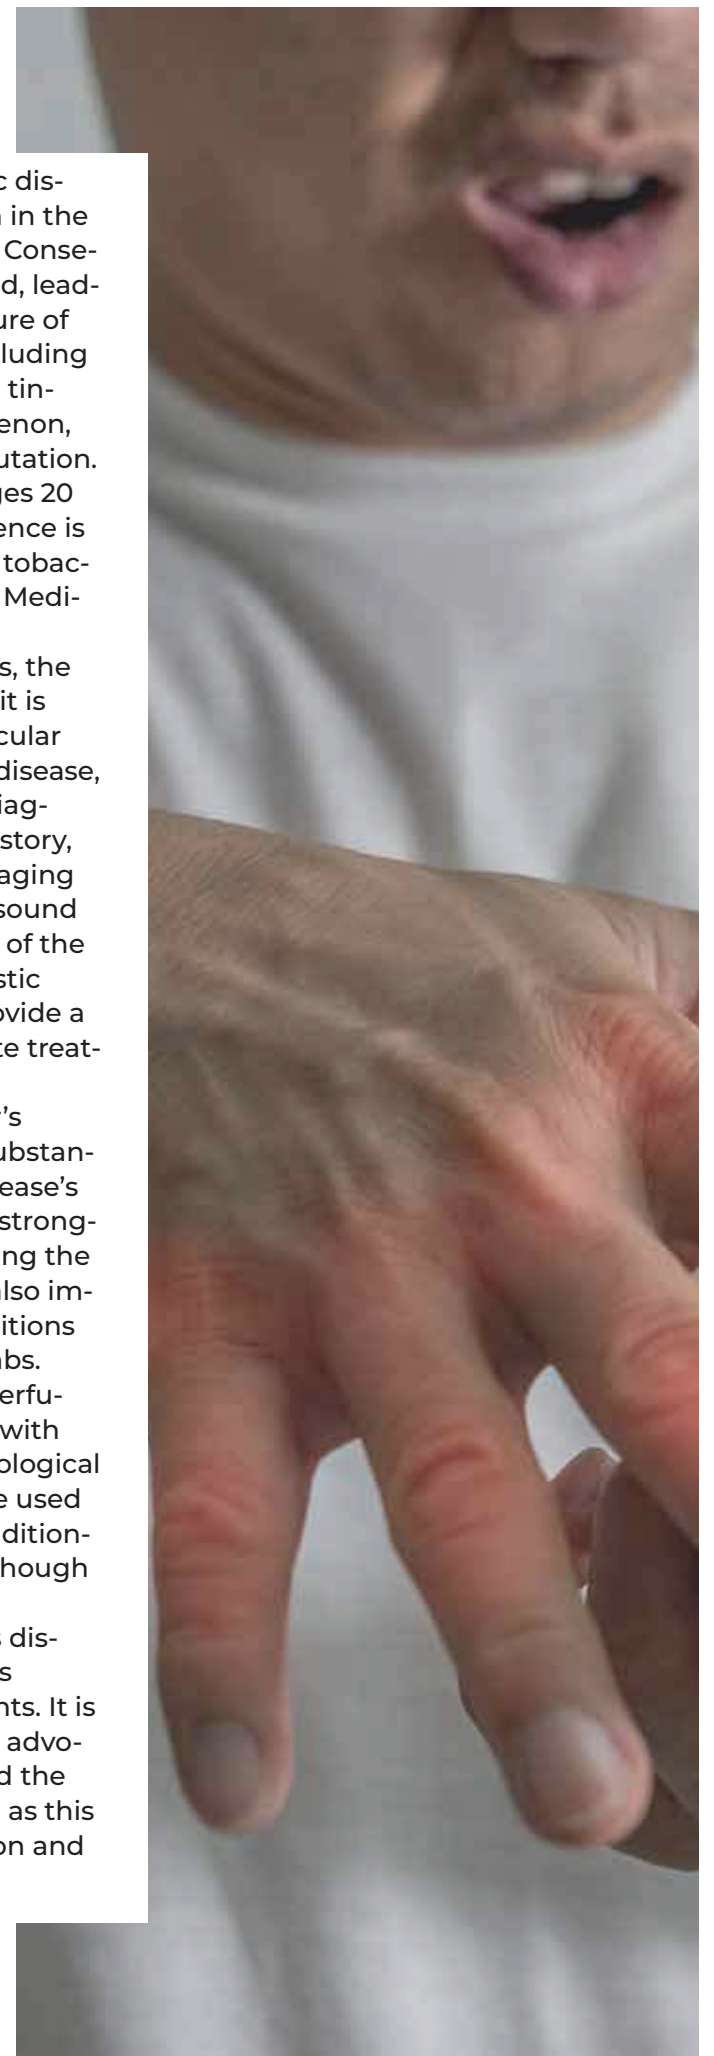 c dis-
in the
Conse-
d, lead-
ure of
luding
tin-
enon,
utation.
ges 20
ence is
tobac-
Medi-
s, the
it is
cular
disease,
iag-
story,
aging
sound
of the
stic
ovide a
te treat-
's
ubstan-
ease's
strong-
ng the
also im-
itions
bs.
erfu-
with
ological
e used
dition-
hough
dis-
s
nts. It is
advo-
d the
as this
on and